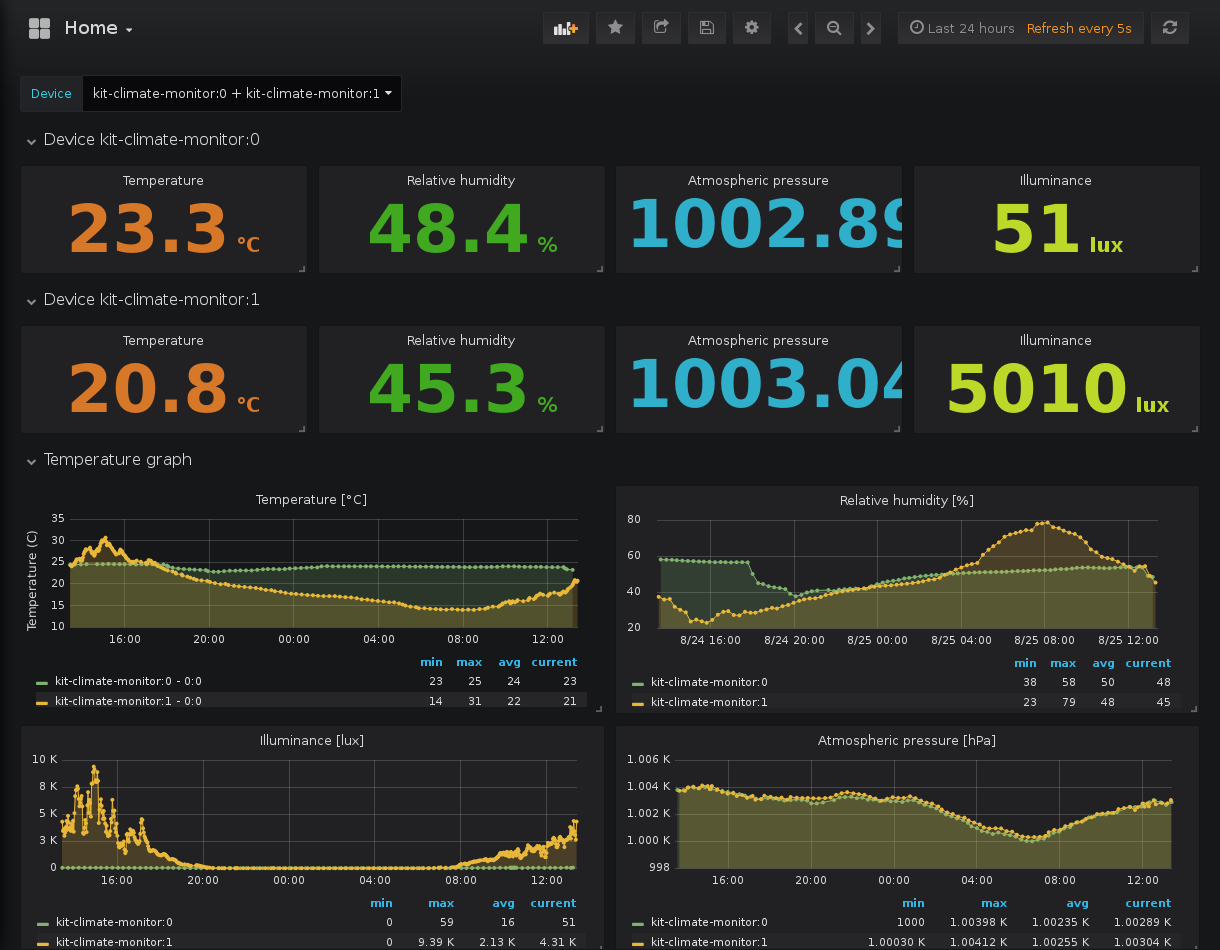 Home
Last 24 hours Refresh every 5s
Device kit-climate-monitor:0 + kit-climate-monitor:1
Device kit-climate-monitor:0
Temperature Relative humidity Atmospheric pressure Illuminance
23.3 °C 48.4 % 1002.89 51 lux
Device kit-climate-monitor:1
Temperature Relative humidity Atmospheric pressure Illuminance
20.8 °C 45.3 % 1003.04 5010 lux
Temperature graph
Temperature [°C]
Temperature (C)
35
30
25
20
15
10
16:00 20:00 00:00 04:00 08:00 12:00
min max avg current
kit-climate-monitor:0 - 0:0 23 25 24 23
kit-climate-monitor:1 - 0:0 14 31 22 21
Relative humidity [%]
80
60
40
20
8/24 16:00 8/24 20:00 8/25 00:00 8/25 04:00 8/25 08:00 8/25 12:00
min max avg current
kit-climate-monitor:0 38 58 50 48
kit-climate-monitor:1 23 79 48 45
Illuminance [lux]
10 K
8 K
5 K
3 K
0
16:00 20:00 00:00 04:00 08:00 12:00
min max avg current
kit-climate-monitor:0 0 59 16 51
kit-climate-monitor:1 0 9.39 K 2.13 K 4.31 K
Atmospheric pressure [hPa]
1.006 K
1.004 K
1.002 K
1.000 K
998
16:00 20:00 00:00 04:00 08:00 12:00
min max avg current
kit-climate-monitor:0 1000 1.00398 K 1.00235 K 1.00289 K
kit-climate-monitor:1 1.00030 K 1.00412 K 1.00255 K 1.00304 K